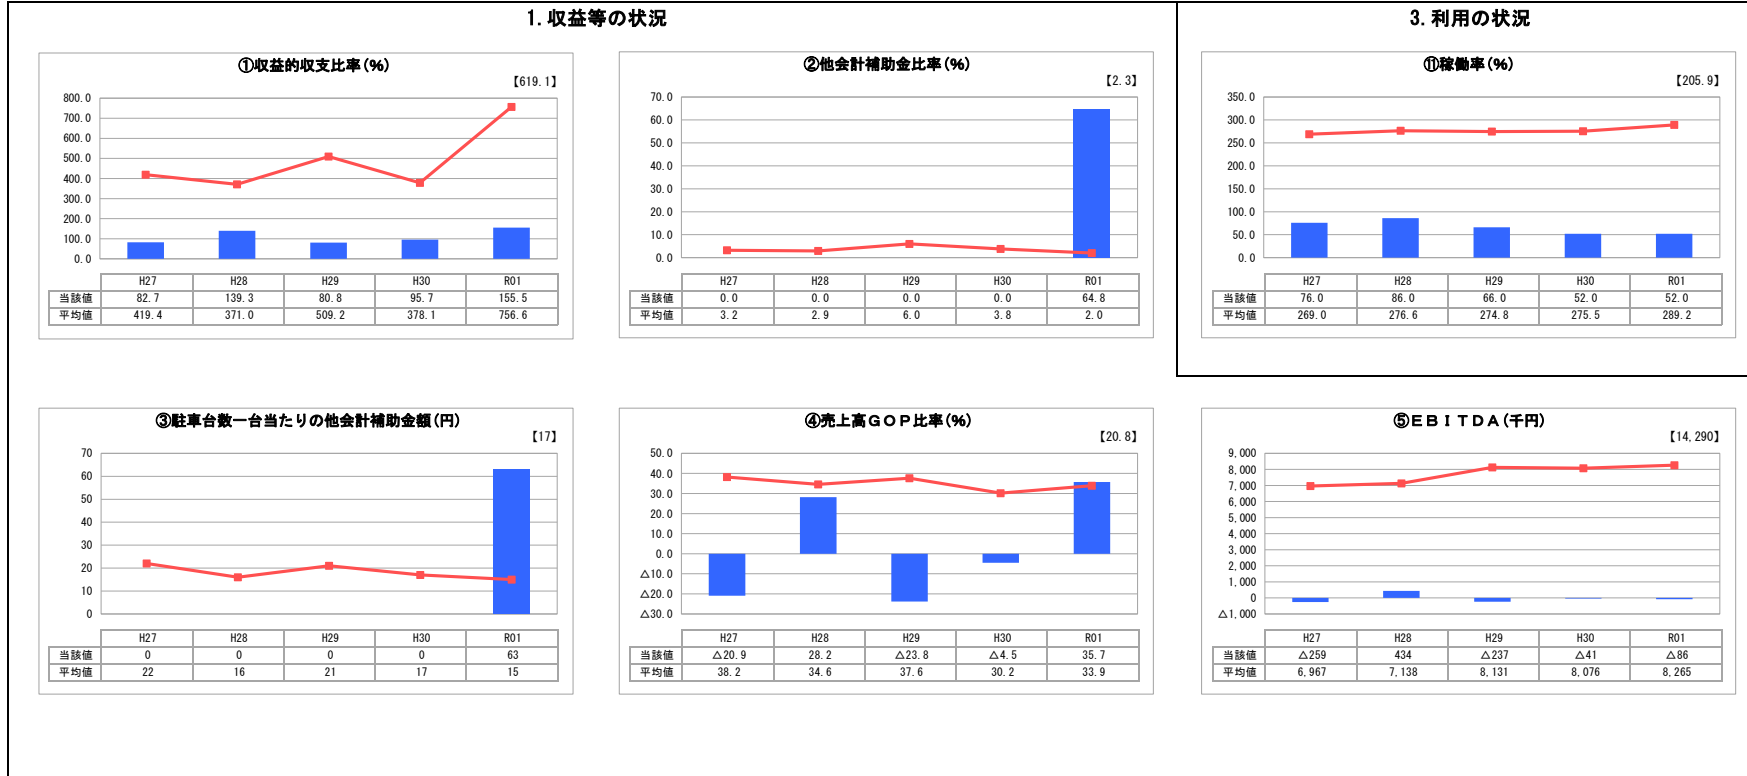 1. 収益等の状況
3. 利用の状況
①収益的収支比率(%)
【619.1】
800.0
700.0
600.0
500.0
400.0
300.0
200.0
100.0
0.0
H27 H28 H29 H30 R01
当該値 82.7 139.3 80.8 95.7 155.5
平均値 419.4 371.0 509.2 378.1 756.6
②他会計補助金比率(%)
【2.3】
70.0
60.0
50.0
40.0
30.0
20.0
10.0
0.0
H27 H28 H29 H30 R01
当該値 0.0 0.0 0.0 0.0 64.8
平均値 3.2 2.9 6.0 3.8 2.0
⑪稼働率(%)
【205.9】
350.0
300.0
250.0
200.0
150.0
100.0
50.0
0.0
H27 H28 H29 H30 R01
当該値 76.0 86.0 66.0 52.0 52.0
平均値 269.0 276.6 274.8 275.5 289.2
③駐車台数一台当たりの他会計補助金額(円)
【17】
70
60
50
40
30
20
10
0
H27 H28 H29 H30 R01
当該値 0 0 0 0 63
平均値 22 16 21 17 15
④売上高GOP比率(%)
【20.8】
50.0
40.0
30.0
20.0
10.0
0.0
△10.0
△20.0
△30.0
H27 H28 H29 H30 R01
当該値 △20.9 28.2 △23.8 △4.5 35.7
平均値 38.2 34.6 37.6 30.2 33.9
⑤EBITDA(千円)
【14,290】
9,000
8,000
7,000
6,000
5,000
4,000
3,000
2,000
1,000
0
△1,000
H27 H28 H29 H30 R01
当該値 △259 434 △237 △41 △86
平均値 6,967 7,138 8,131 8,076 8,265